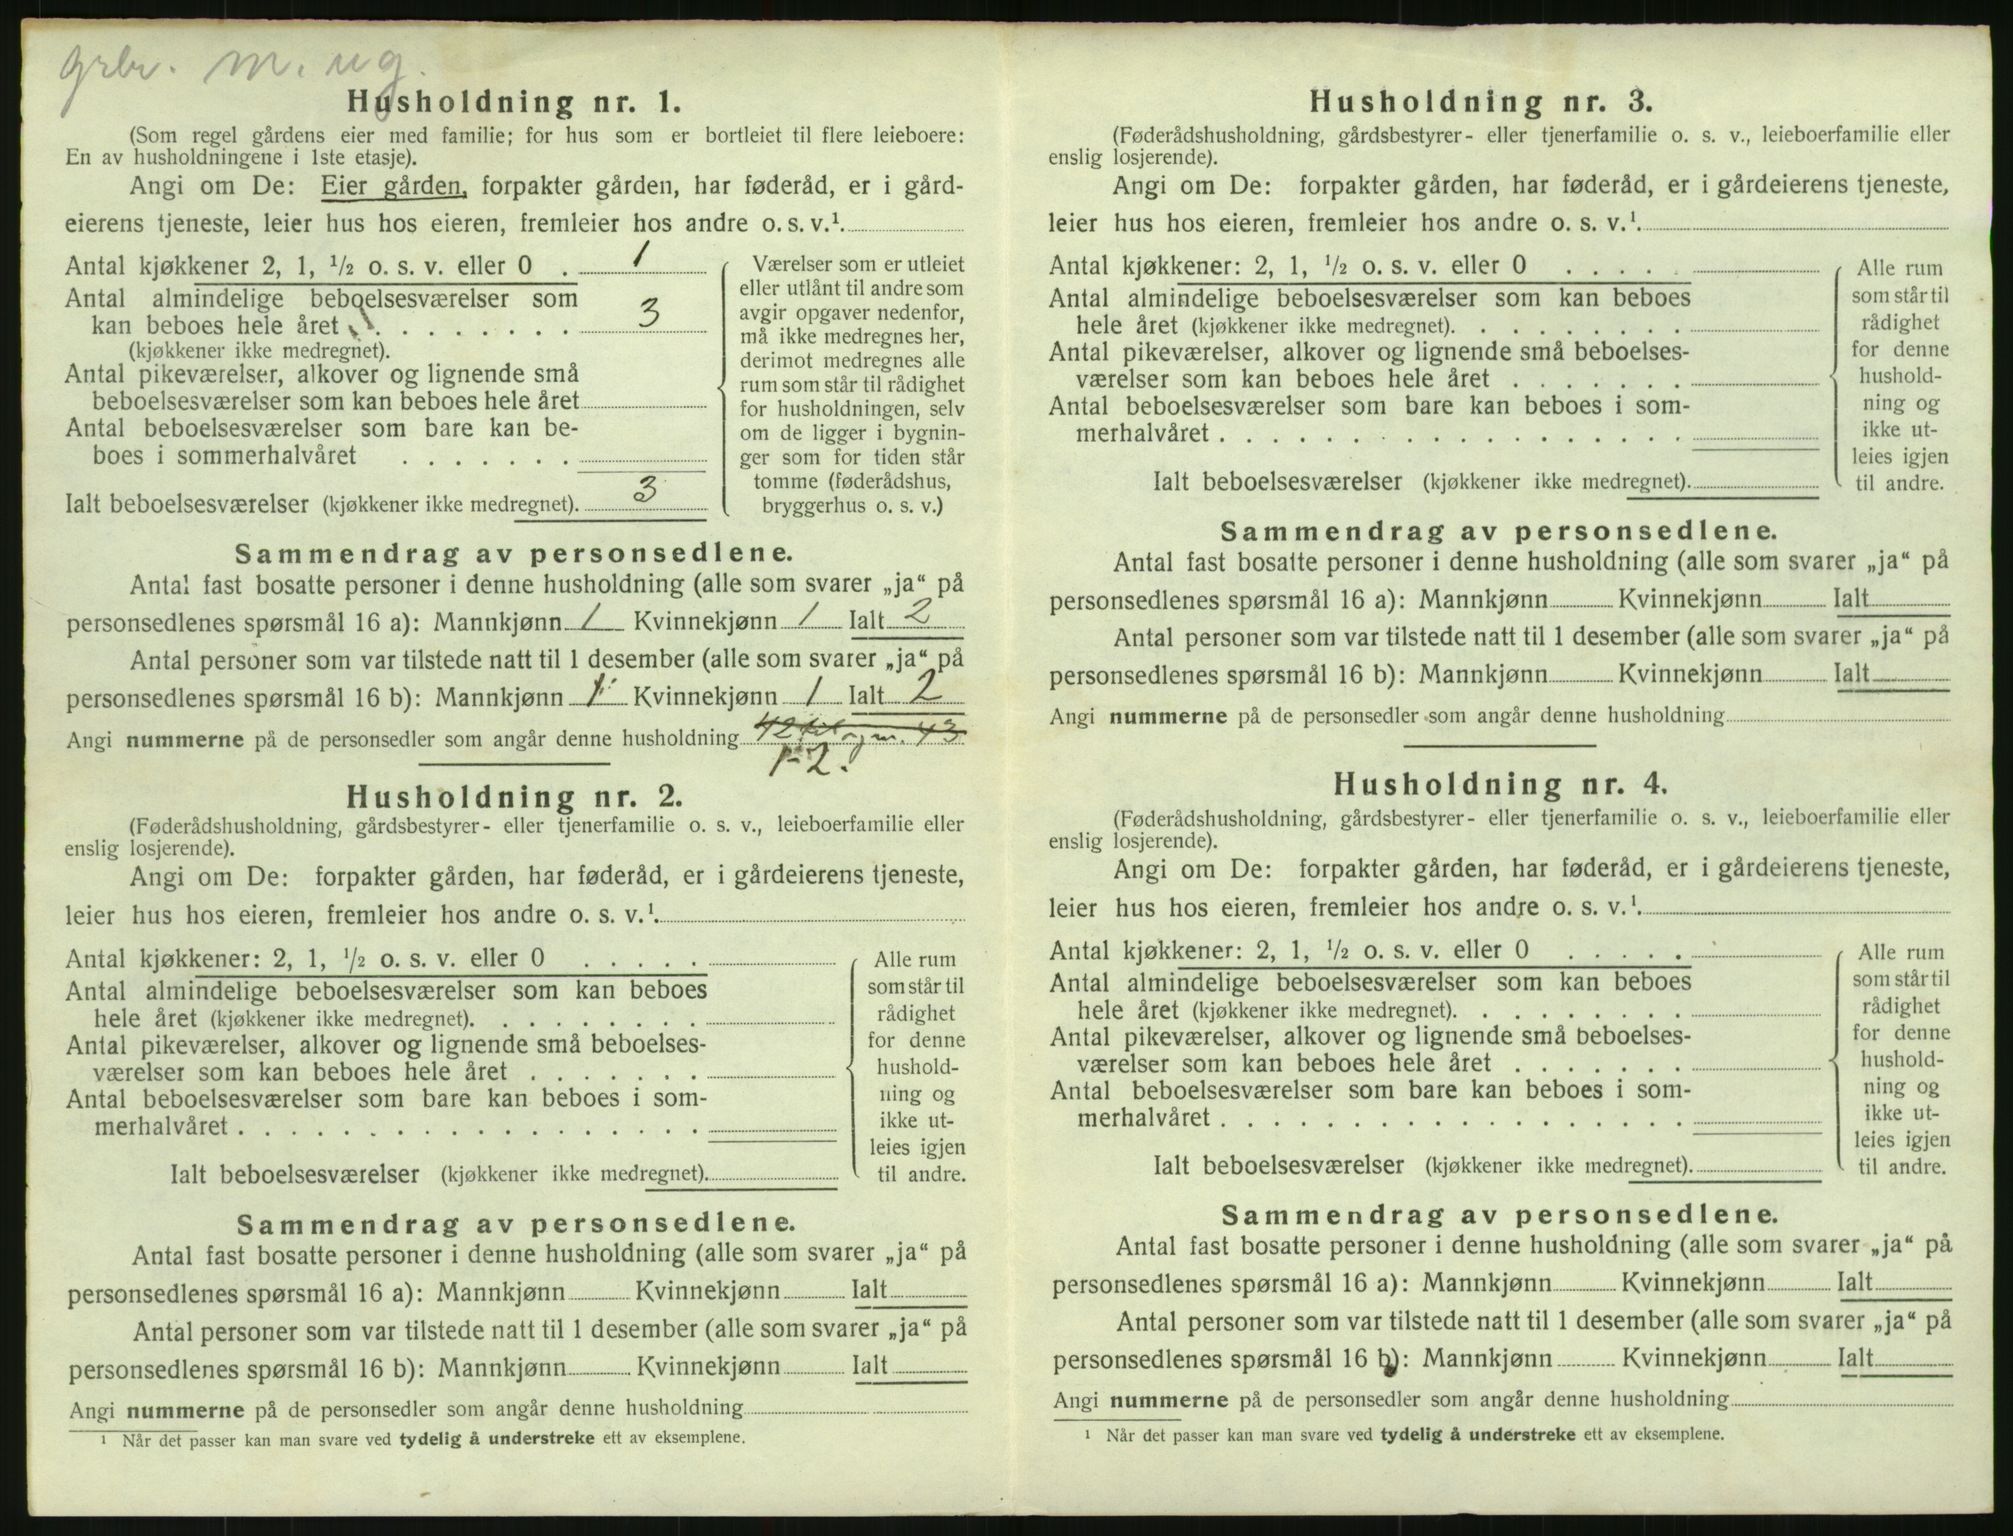 grbr. m. ug.
Husholdning nr. 1.
(Som regel gårdens eier med familie; for hus som er bortleiet til flere leieboere:
En av husholdningene i 1ste etasje).
Angi om De: Eier gården, forpakter gården, har føderåd, er i gård-
eierens tjeneste, leier hus hos eieren, fremleier hos andre o. s. v.¹
Antal kjøkkener 2, 1, ½ o. s. v. eller 0 . 1
Antal almindelige beboelsesværelser som
kan beboes hele året . . . . . . . . 3
(kjøkkener ikke medregnet).
Antal pikeværelser, alkover og lignende små
beboelsesværelser som kan beboes hele året
Antal beboelsesværelser som bare kan be-
boes i sommerhalvåret . . . . . . .
Ialt beboelsesværelser (kjøkkener ikke medregnet). 3
Værelser som er utleiet
eller utlånt til andre som
avgir opgaver nedenfor,
må ikke medregnes her,
derimot medregnes alle
rum som står til rådighet
for husholdningen, selv
om de ligger i bygnin-
ger som for tiden står
tomme (føderådshus,
bryggerhus o. s. v.)
Sammendrag av personsedlene.
Antal fast bosatte personer i denne husholdning (alle som svarer „ja“ på
personsedlenes spørsmål 16 a): Mannkjønn 1 Kvinnekjønn 1 Ialt 2
Antal personer som var tilstede natt til 1 desember (alle som svarer „ja“ på
personsedlenes spørsmål 16 b): Mannkjønn 1 Kvinnekjønn 1 Ialt 2
Angi nummerne på de personsedler som angår denne husholdning 42 til og m. 43
1-2.
Husholdning nr. 2.
(Føderådshusholdning, gårdsbestyrer- eller tjenerfamilie o. s. v., leieboerfamilie eller
enslig losjerende).
Angi om De: forpakter gården, har føderåd, er i gårdeierens tjeneste,
leier hus hos eieren, fremleier hos andre o. s. v.¹
Antal kjøkkener: 2, 1, ½ o. s. v. eller 0 . . . . .
Antal almindelige beboelsesværelser som kan beboes
hele året (kjøkkener ikke medregnet). . . . . . . . .
Antal pikeværelser, alkover og lignende små beboelses-
værelser som kan beboes hele året . . . . . . .
Antal beboelsesværelser som bare kan beboes i som-
merhalvåret . . . . . . . . . . . . . . . . . .
Ialt beboelsesværelser (kjøkkener ikke medregnet).
Alle rum
som står til
rådighet
for denne
hushold-
ning og
ikke ut-
leies igjen
til andre.
Sammendrag av personsedlene.
Antal fast bosatte personer i denne husholdning (alle som svarer „ja“ på
personsedlenes spørsmål 16 a): Mannkjønn Kvinnekjønn Ialt
Antal personer som var tilstede natt til 1 desember (alle som svarer „ja“ på
personsedlenes spørsmål 16 b): Mannkjønn Kvinnekjønn Ialt
Angi nummerne på de personsedler som angår denne husholdning
¹ Når det passer kan man svare ved tydelig å understreke ett av eksemplene.
Husholdning nr. 3.
(Føderådshusholdning, gårdsbestyrer- eller tjenerfamilie o. s. v., leieboerfamilie eller
enslig losjerende).
Angi om De: forpakter gården, har føderåd, er i gårdeierens tjeneste,
leier hus hos eieren, fremleier hos andre o. s. v.¹
Antal kjøkkener: 2, 1, ½ o. s. v. eller 0 . . . . .
Antal almindelige beboelsesværelser som kan beboes
hele året (kjøkkener ikke medregnet). . . . . . . . .
Antal pikeværelser, alkover og lignende små beboelses-
værelser som kan beboes hele året . . . . . . .
Antal beboelsesværelser som bare kan beboes i som-
merhalvåret . . . . . . . . . . . . . . . . . .
Ialt beboelsesværelser (kjøkkener ikke medregnet).
Alle rum
som står til
rådighet
for denne
hushold-
ning og
ikke ut-
leies igjen
til andre.
Sammendrag av personsedlene.
Antal fast bosatte personer i denne husholdning (alle som svarer „ja“ på
personsedlenes spørsmål 16 a): Mannkjønn Kvinnekjønn Ialt
Antal personer som var tilstede natt til 1 desember (alle som svarer „ja“ på
personsedlenes spørsmål 16 b): Mannkjønn Kvinnekjønn Ialt
Angi nummerne på de personsedler som angår denne husholdning
Husholdning nr. 4.
(Føderådshusholdning, gårdsbestyrer- eller tjenerfamilie o. s. v., leieboerfamilie eller
enslig losjerende).
Angi om De: forpakter gården, har føderåd, er i gårdeierens tjeneste,
leier hus hos eieren, fremleier hos andre o. s. v.¹
Antal kjøkkener: 2, 1, ½ o. s. v. eller 0 . . . . .
Antal almindelige beboelsesværelser som kan beboes
hele året (kjøkkener ikke medregnet). . . . . . . . .
Antal pikeværelser, alkover og lignende små beboelses-
værelser som kan beboes hele året . . . . . . .
Antal beboelsesværelser som bare kan beboes i som-
merhalvåret . . . . . . . . . . . . . . . . . .
Ialt beboelsesværelser (kjøkkener ikke medregnet).
Alle rum
som står til
rådighet
for denne
hushold-
ning og
ikke ut-
leies igjen
til andre.
Sammendrag av personsedlene.
Antal fast bosatte personer i denne husholdning (alle som svarer „ja“ på
personsedlenes spørsmål 16 a): Mannkjønn Kvinnekjønn Ialt
Antal personer som var tilstede natt til 1 desember (alle som svarer „ja“ på
personsedlenes spørsmål 16 b): Mannkjønn Kvinnekjønn Ialt
Angi nummerne på de personsedler som angår denne husholdning
¹ Når det passer kan man svare ved tydelig å understreke ett av eksemplene.